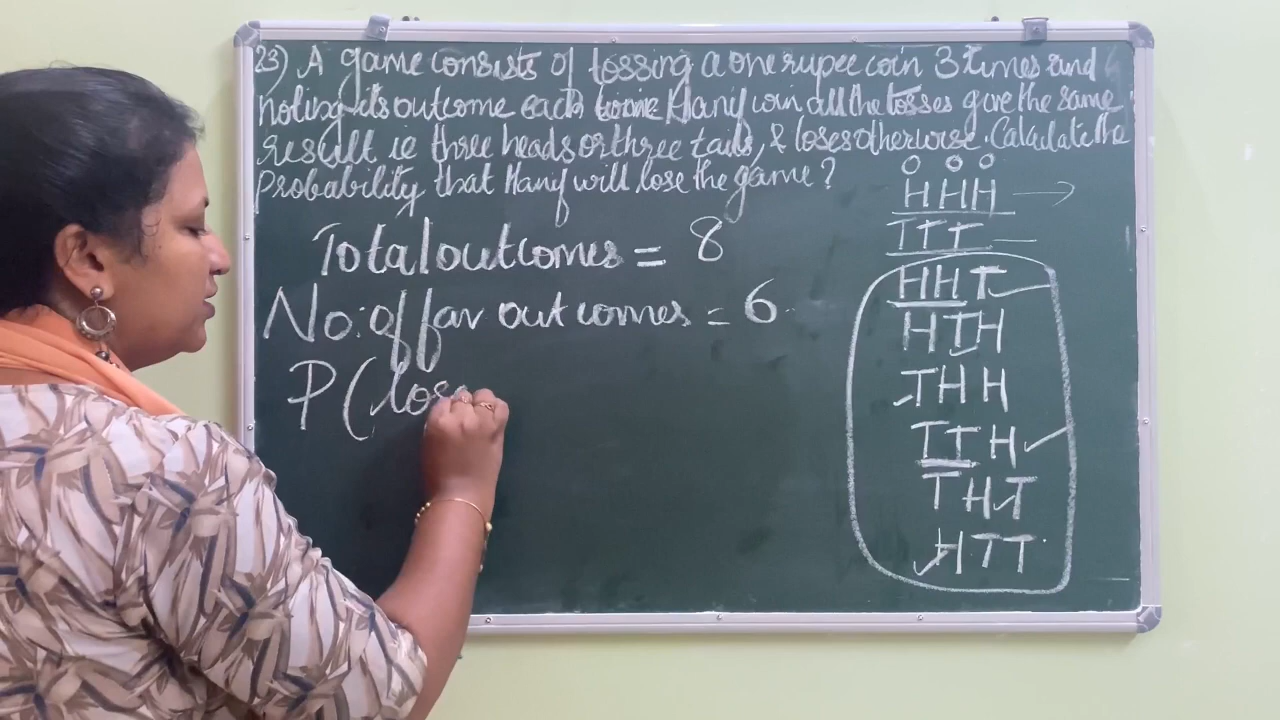 23) A game consists of tossing a one rupee coin 3 times and
noting its outcome each Hanif win all the tosses give the same
result ie three heads or three tails, & loses otherwise. Calculate the
Probability that Hanif will lose the game?
Total outcomes = 8
No: of fav outcomes = 6
P(los
HHH
TTT
HHT
HTH
THH
TTH
THT
HTT